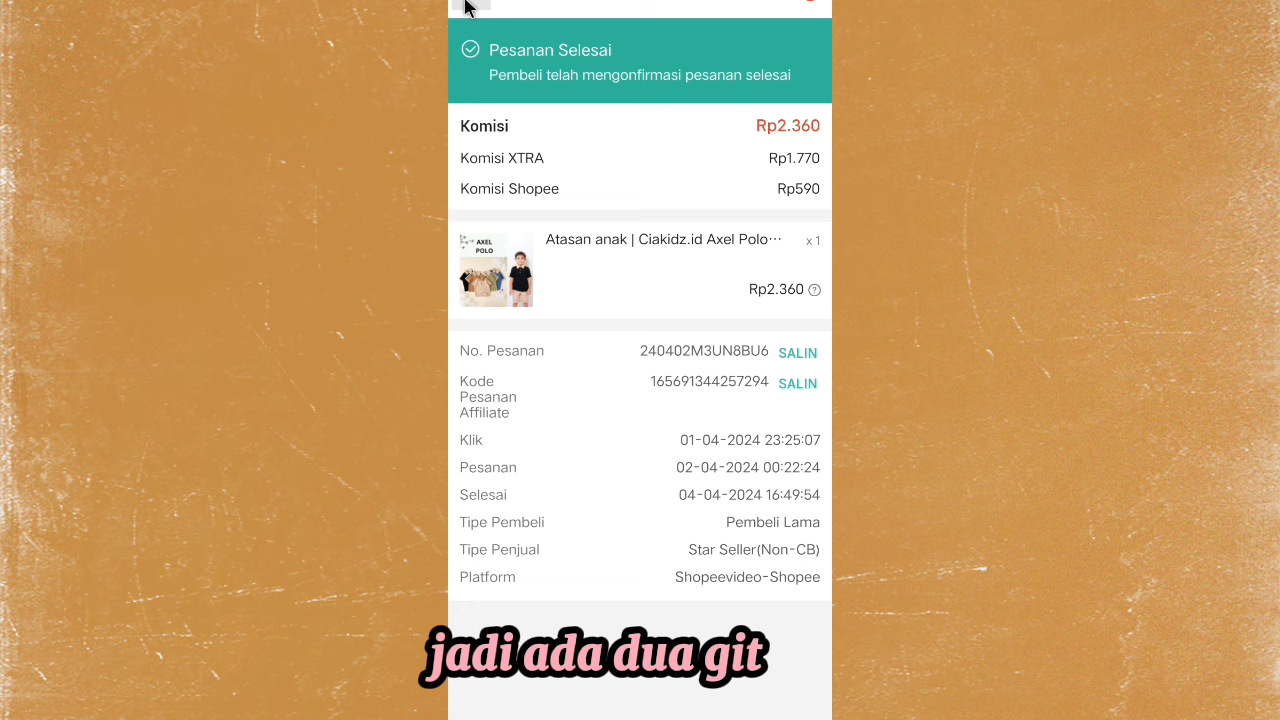 Pesanan Selesai
Pembeli telah mengonfirmasi pesanan selesai
Komisi Rp2.360
Komisi XTRA Rp1.770
Komisi Shopee Rp590
AXEL
POLO
Atasan anak | Ciakidz.id Axel Polo··· x 1
Rp2.360 ?
No. Pesanan 240402M3UN8BU6 SALIN
Kode Pesanan Affiliate 165691344257294 SALIN
Klik 01-04-2024 23:25:07
Pesanan 02-04-2024 00:22:24
Selesai 04-04-2024 16:49:54
Tipe Pembeli Pembeli Lama
Tipe Penjual Star Seller(Non-CB)
Platform Shopeevideo-Shopee
jadi ada dua git